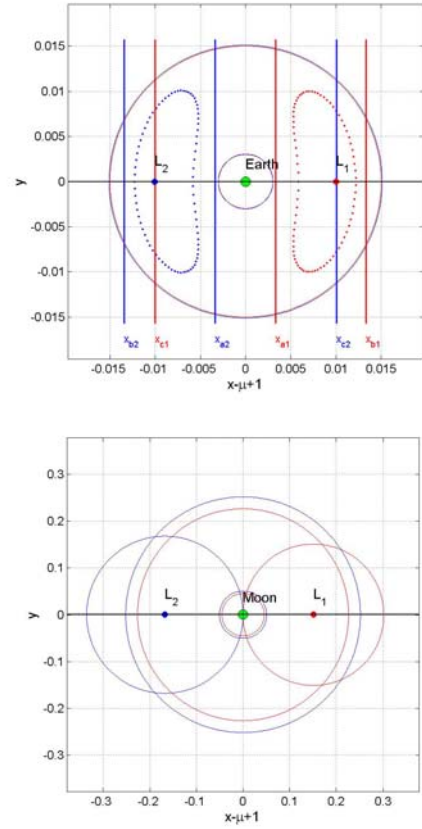 0.015
0.01
0.005
0
-0.005
-0.01
-0.015
y
L2
Earth
L1
xb2 xc1 xa2 xa1 xc2 xb1
-0.015 -0.01 -0.005 0 0.005 0.01 0.015
x-μ+1
0.3
0.2
0.1
0
-0.1
-0.2
-0.3
y
L2
Moon
L1
-0.3 -0.2 -0.1 0 0.1 0.2 0.3
x-μ+1